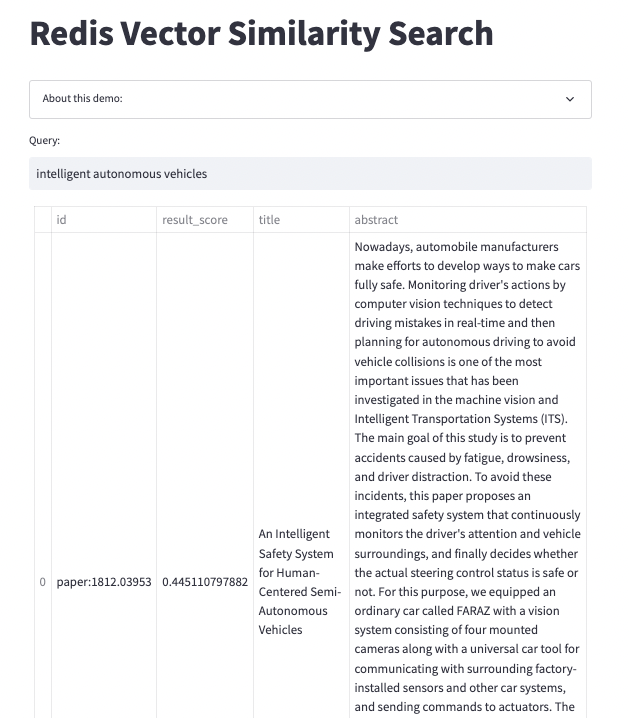 Redis Vector Similarity Search
About this demo:
Query:
intelligent autonomous vehicles
id result_score title abstract
Nowadays, automobile manufacturers
make efforts to develop ways to make cars
fully safe. Monitoring driver's actions by
computer vision techniques to detect
driving mistakes in real-time and then
planning for autonomous driving to avoid
vehicle collisions is one of the most
important issues that has been
investigated in the machine vision and
Intelligent Transportation Systems (ITS).
The main goal of this study is to prevent
accidents caused by fatigue, drowsiness,
and driver distraction. To avoid these
incidents, this paper proposes an
integrated safety system that continuously
monitors the driver's attention and vehicle
surroundings, and finally decides whether
the actual steering control status is safe or
not. For this purpose, we equipped an
ordinary car called FARAZ with a vision
system consisting of four mounted
cameras along with a universal car tool for
communicating with surrounding factory-
installed sensors and other car systems,
and sending commands to actuators. The
0 paper:1812.03953 0.445110797882
An Intelligent
Safety System
for Human-
Centered Semi-
Autonomous
Vehicles